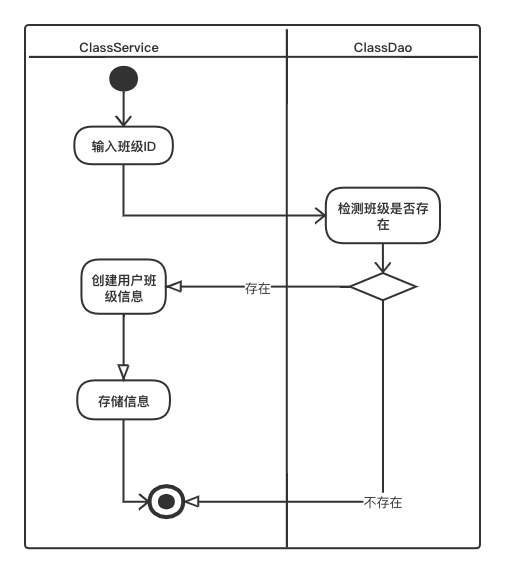 ClassService
ClassDao
输入班级ID
检测班级是否存
在
创建用户班
级信息
存在
存储信息
不存在